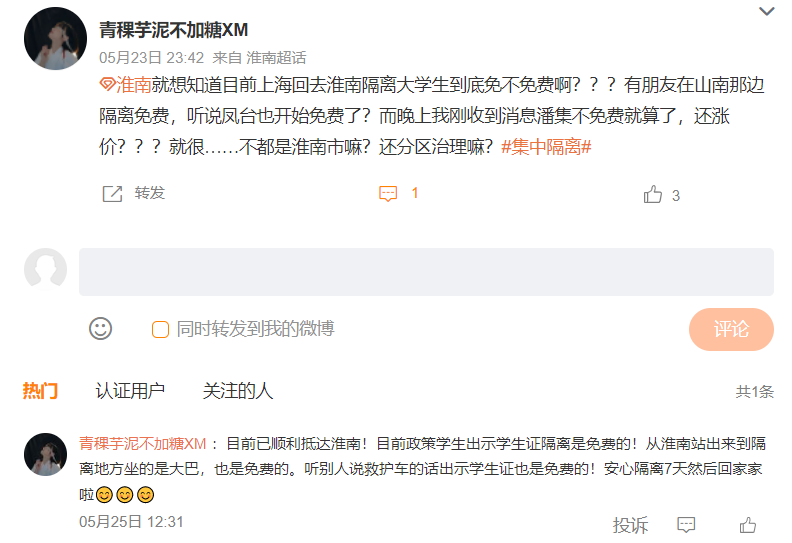 青稞芋泥不加糖XM
05月23日 23:42 来自 淮南超话
淮南就想知道目前上海回去淮南隔离大学生到底免不免费啊？？？有朋友在山南那边
隔离免费，听说凤台也开始免费了？而晚上我刚收到消息潘集不免费就算了，还涨
价？？？就很……不都是淮南市嘛？还分区治理嘛？#集中隔离#
转发
1
3
同时转发到我的微博
评论
热门
认证用户
关注的人
共1条
青稞芋泥不加糖XM：目前已顺利抵达淮南！目前政策学生出示学生证隔离是免费的！从淮南站出来到隔
离地方坐的是大巴，也是免费的。听别人说救护车的话出示学生证也是免费的！安心隔离7天然后回家家
啦😊😊😊
05月25日 12:31
投诉